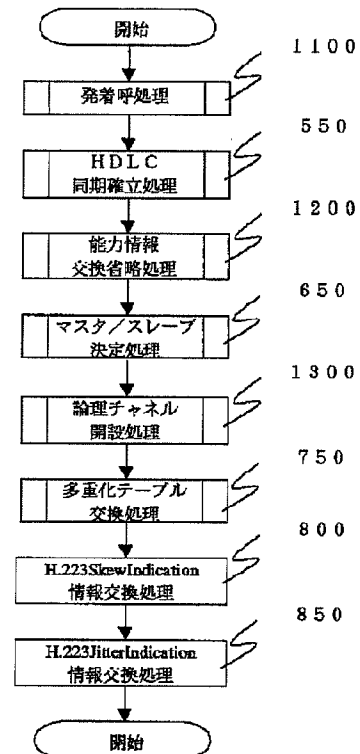 開始
1100
発着呼処理
550
HDLC
同期確立処理
1200
能力情報
交換省略処理
650
マスタ／スレーブ
決定処理
1300
論理チャネル
開設処理
750
多重化テーブル
交換処理
800
H.223SkewIndication
情報交換処理
850
H.223JitterIndication
情報交換処理
開始